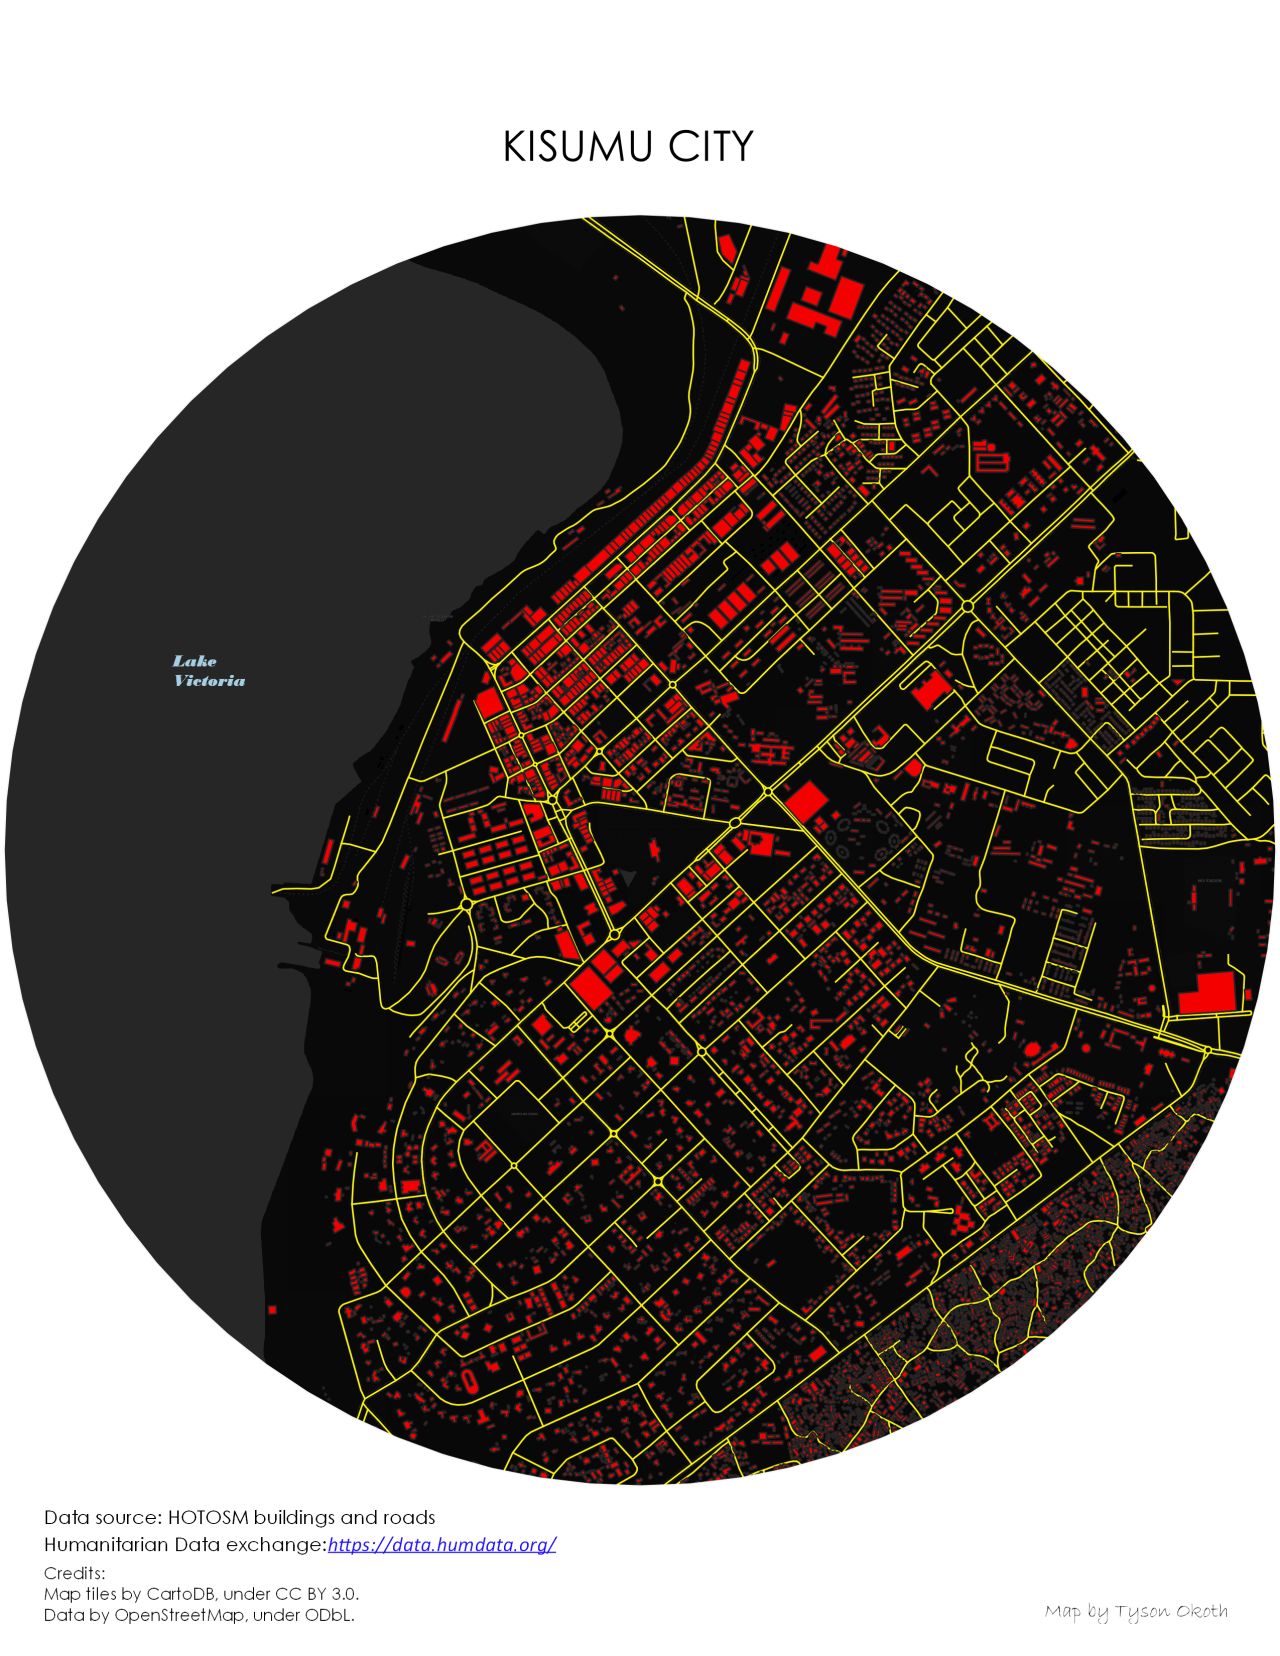 KISUMU CITY
Lake
Victoria
Data source: HOTOSM buildings and roads
Humanitarian Data exchange:https://data.humdata.org/
Credits:
Map tiles by CartoDB, under CC BY 3.0.
Data by OpenStreetMap, under ODbL.
Map by Tyson Okoth